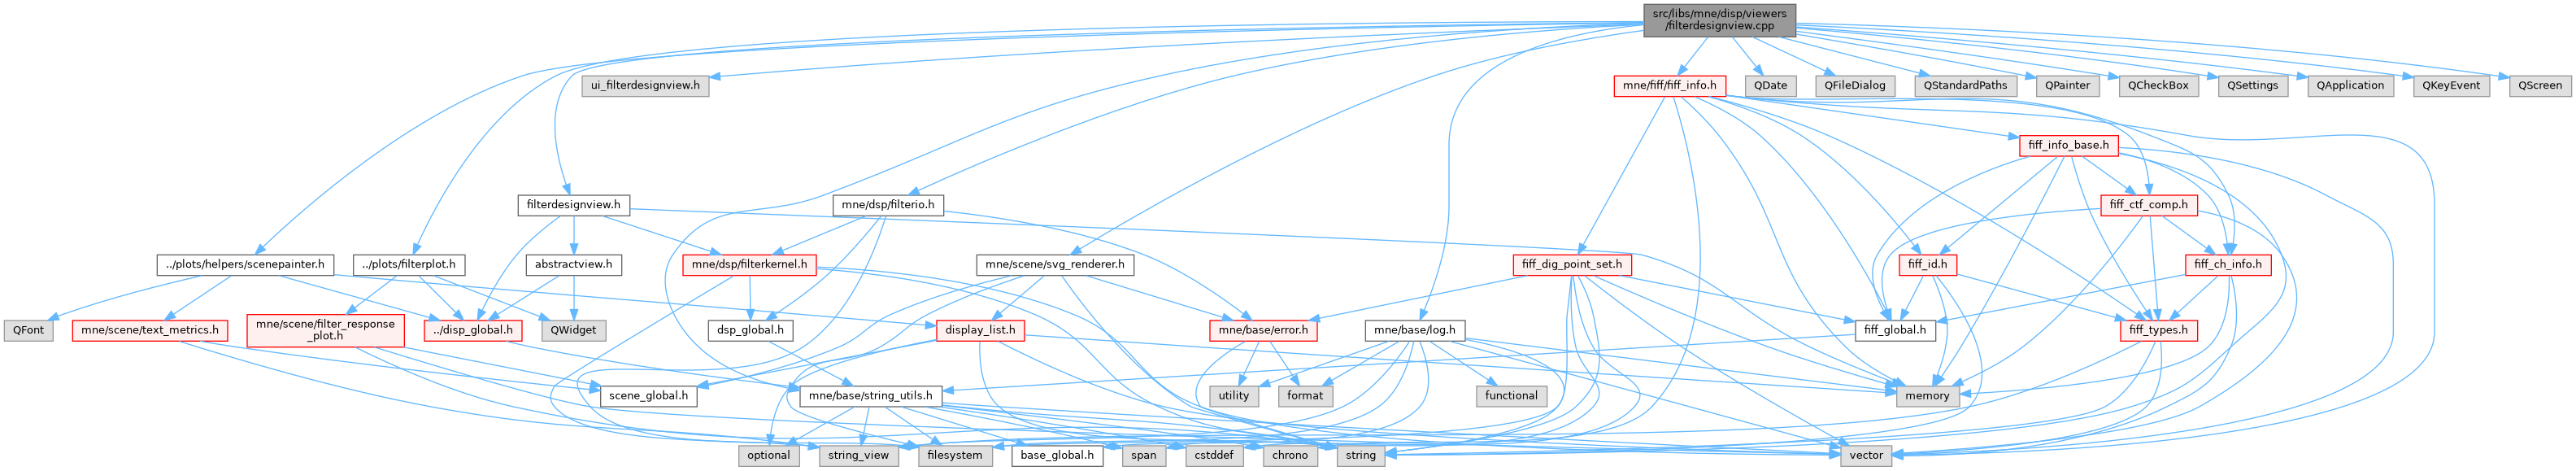 src/libs/mne/disp/viewers
/filterdesignview.cpp
ui_filterdesignview.h
mne/fiff/fiff_info.h
QDate
QFileDialog
QStandardPaths
QPainter
QCheckBox
QSettings
QApplication
QKeyEvent
QScreen
fiff_info_base.h
filterdesignview.h
mne/dsp/filterio.h
fiff_ctf_comp.h
../plots/helpers/scenepainter.h
../plots/filterplot.h
abstractview.h
mne/dsp/filterkernel.h
mne/scene/svg_renderer.h
fiff_dig_point_set.h
fiff_id.h
fiff_ch_info.h
QFont
mne/scene/text_metrics.h
mne/scene/filter_response
_plot.h
../disp_global.h
QWidget
dsp_global.h
display_list.h
mne/base/error.h
mne/base/log.h
fiff_global.h
fiff_types.h
scene_global.h
mne/base/string_utils.h
utility
format
functional
memory
optional
string_view
filesystem
base_global.h
span
cstddef
chrono
string
vector